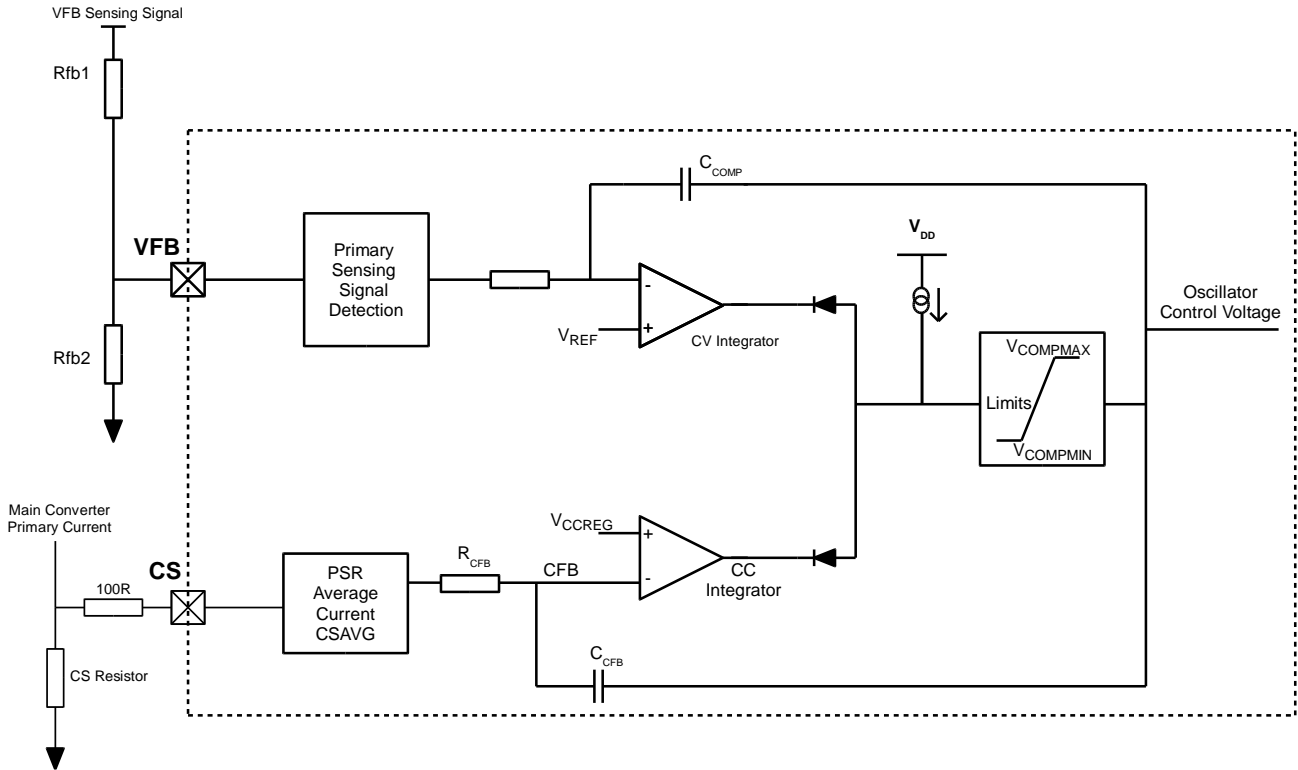 VFB Sensing Signal
Rfb1
VFB
Rfb2
Primary
Sensing
Signal
Detection
C_COMP
-
+
V_REF
CV Integrator
V_DD
Oscillator
Control Voltage
V_COMPMAX
Limits
V_COMPMIN
Main Converter
Primary Current
CS
100R
CS Resistor
PSR
Average
Current
CSAVG
R_CFB
CFB
V_CCREG
+
-
CC
Integrator
C_CFB